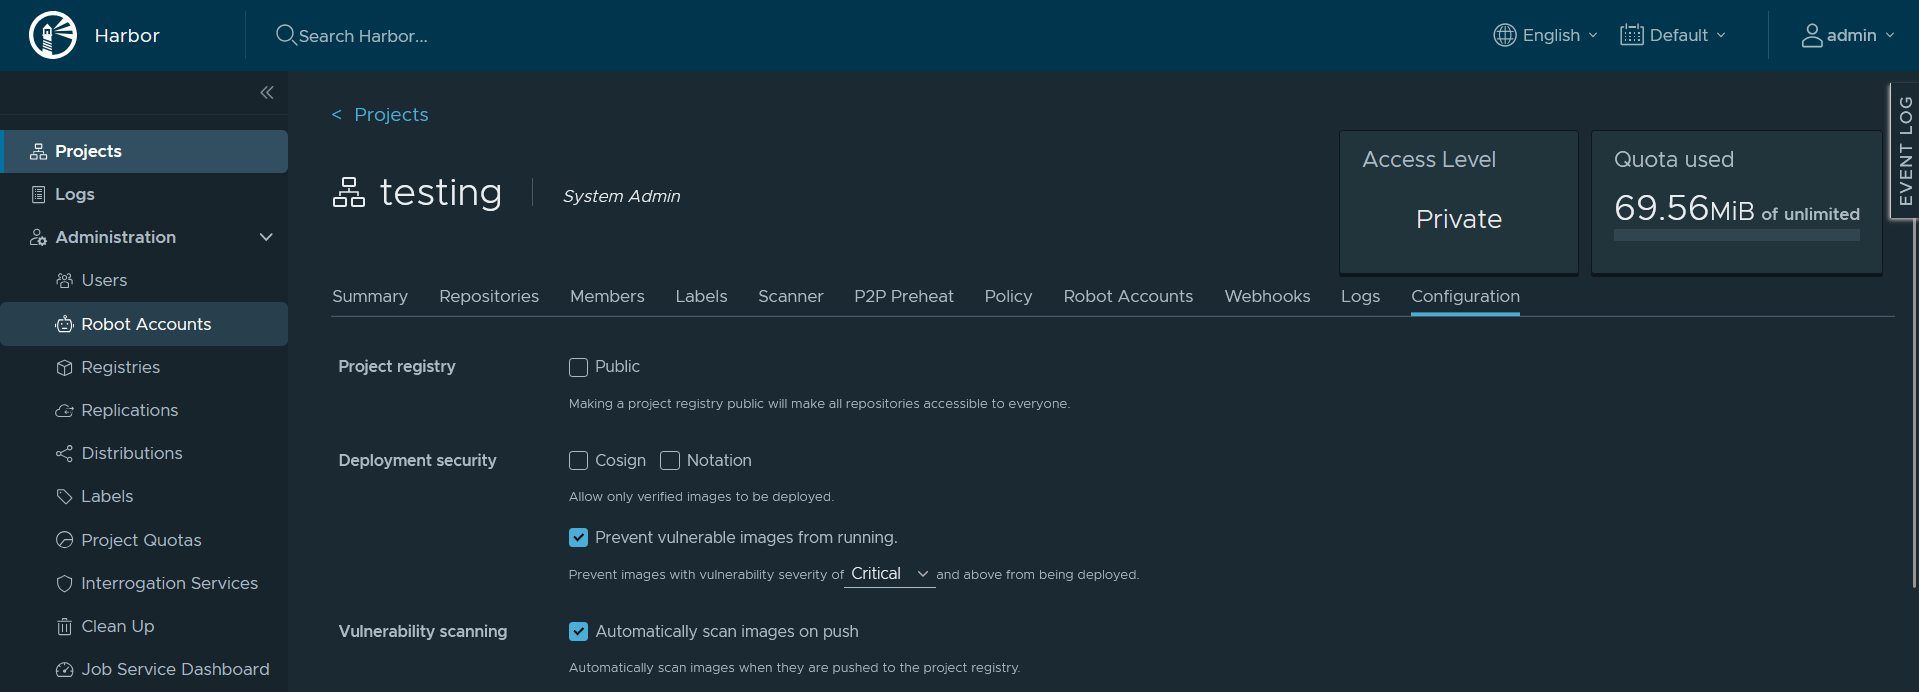 Harbor
Search Harbor...
English
Default
admin
Projects
Logs
Administration
Users
Robot Accounts
Registries
Replications
Distributions
Labels
Project Quotas
Interrogation Services
Clean Up
Job Service Dashboard
< Projects
testing
System Admin
Access Level
Private
Quota used
69.56MiB of unlimited
EVENT LOG
Summary Repositories Members Labels Scanner P2P Preheat Policy Robot Accounts Webhooks Logs Configuration
Project registry
Public
Making a project registry public will make all repositories accessible to everyone.
Deployment security
Cosign Notation
Allow only verified images to be deployed.
Prevent vulnerable images from running.
Prevent images with vulnerability severity of Critical and above from being deployed.
Vulnerability scanning
Automatically scan images on push
Automatically scan images when they are pushed to the project registry.